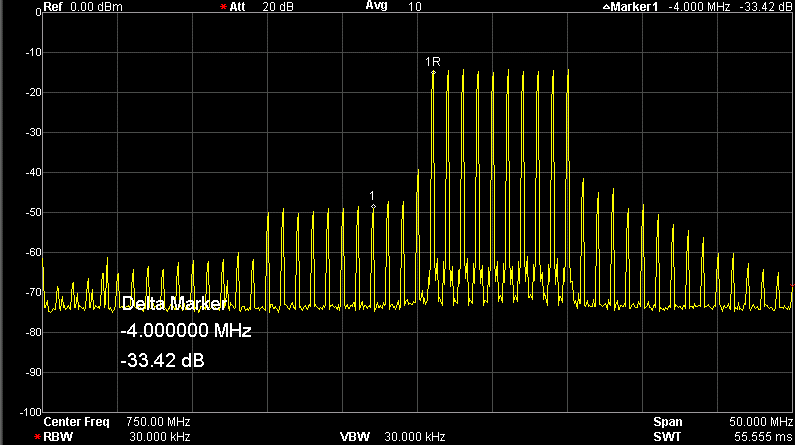 Ref 0.00 dBm Att 20 dB Avg 10 Marker1 -4.000 MHz -33.42 dB
0
-10
1R
-20
-30
-40
1
-50
-60
-70
Delta Marker
-80
-4.000000 MHz
-33.42 dB
-90
-100
Center Freq 750.00 MHz Span 50.000 MHz
RBW 30.000 kHz VBW 30.000 kHz SWT 55.555 ms